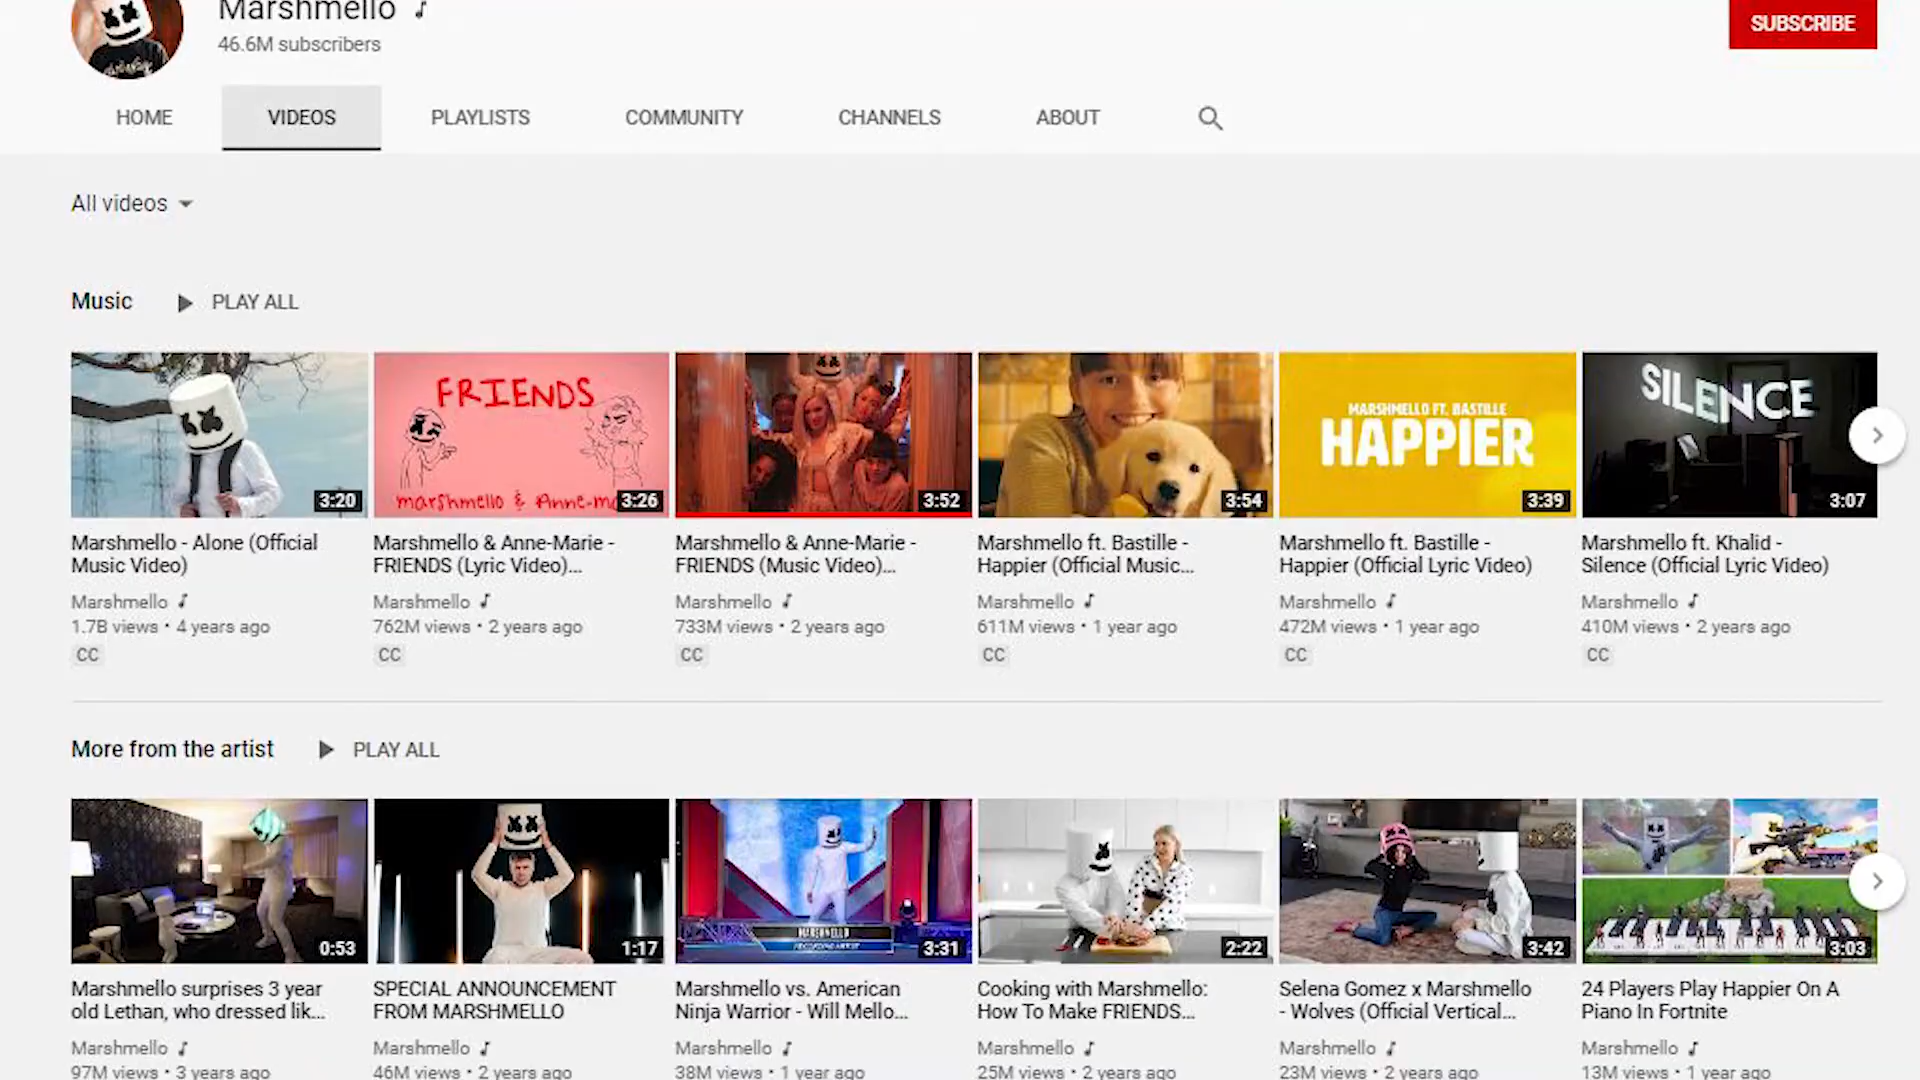 Marshmello
46.6M subscribers
SUBSCRIBE
HOME VIDEOS PLAYLISTS COMMUNITY CHANNELS ABOUT
All videos
Music PLAY ALL
3:20
FRIENDS
marshmello & Anne-Ma
3:26
3:52
3:54
MARSHMELLO FT. BASTILLE
HAPPIER
3:39
SILENCE
3:07
Marshmello - Alone (Official
Music Video)
Marshmello
1.7B views • 4 years ago
CC
Marshmello & Anne-Marie -
FRIENDS (Lyric Video)...
Marshmello
762M views • 2 years ago
CC
Marshmello & Anne-Marie -
FRIENDS (Music Video)...
Marshmello
733M views • 2 years ago
CC
Marshmello ft. Bastille -
Happier (Official Music...
Marshmello
611M views • 1 year ago
CC
Marshmello ft. Bastille -
Happier (Official Lyric Video)
Marshmello
472M views • 1 year ago
CC
Marshmello ft. Khalid -
Silence (Official Lyric Video)
Marshmello
410M views • 2 years ago
CC
More from the artist PLAY ALL
0:53
1:17
MARSHMELLO
RECORDING ARTIST
3:31
2:22
3:42
3:03
Marshmello surprises 3 year
old Lethan, who dressed lik...
Marshmello
97M views • 3 years ago
SPECIAL ANNOUNCEMENT
FROM MARSHMELLO
Marshmello
46M views • 2 years ago
Marshmello vs. American
Ninja Warrior - Will Mello...
Marshmello
38M views • 1 year ago
Cooking with Marshmello:
How To Make FRIENDS...
Marshmello
25M views • 2 years ago
Selena Gomez x Marshmello
- Wolves (Official Vertical...
Marshmello
23M views • 2 years ago
24 Players Play Happier On A
Piano In Fortnite
Marshmello
13M views • 1 year ago